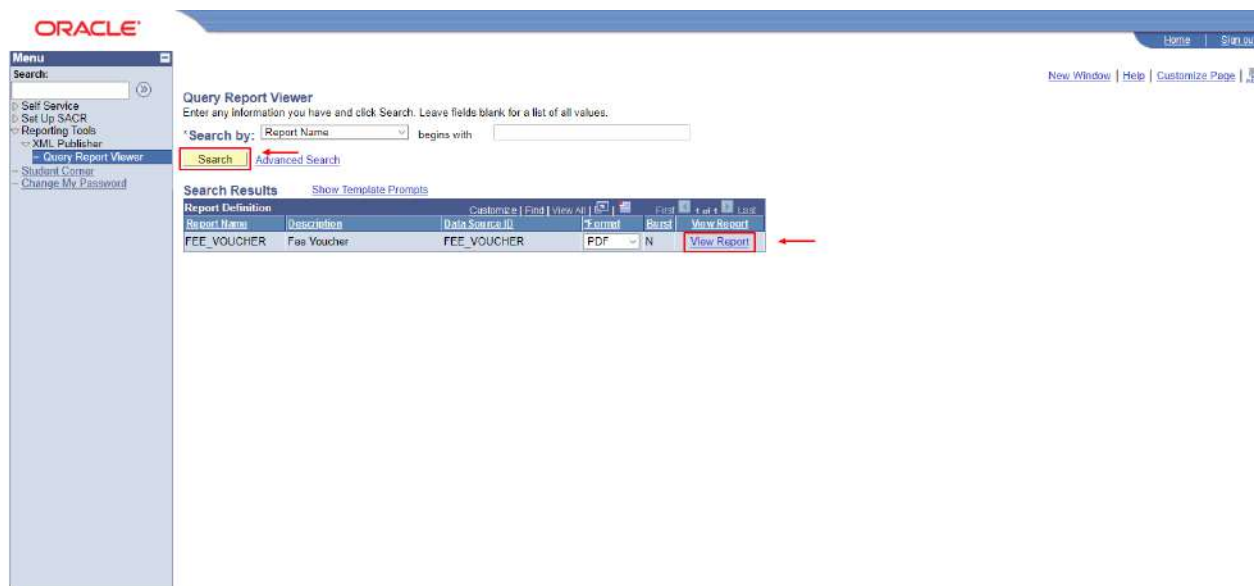 ORACLE'
Home | Sign ou
Menu
Search:
New Window | Help | Customize Page |
Self Service
Set Up SACR
Reporting Tools
XML Publisher
Query Report Viewer
Student Corner
Change My Password
Query Report Viewer
Enter any information you have and click Search. Leave fields blank for a list of all values.
*Search by: Report Name begins with
Search Advanced Search
Search Results Show Template Prompts
Report Definition Customize | Find | View All | | First 1 of 1 Last
Report Name Description Data Source ID *Format Burst View Report
FEE_VOUCHER Fee Voucher FEE_VOUCHER PDF N View Report